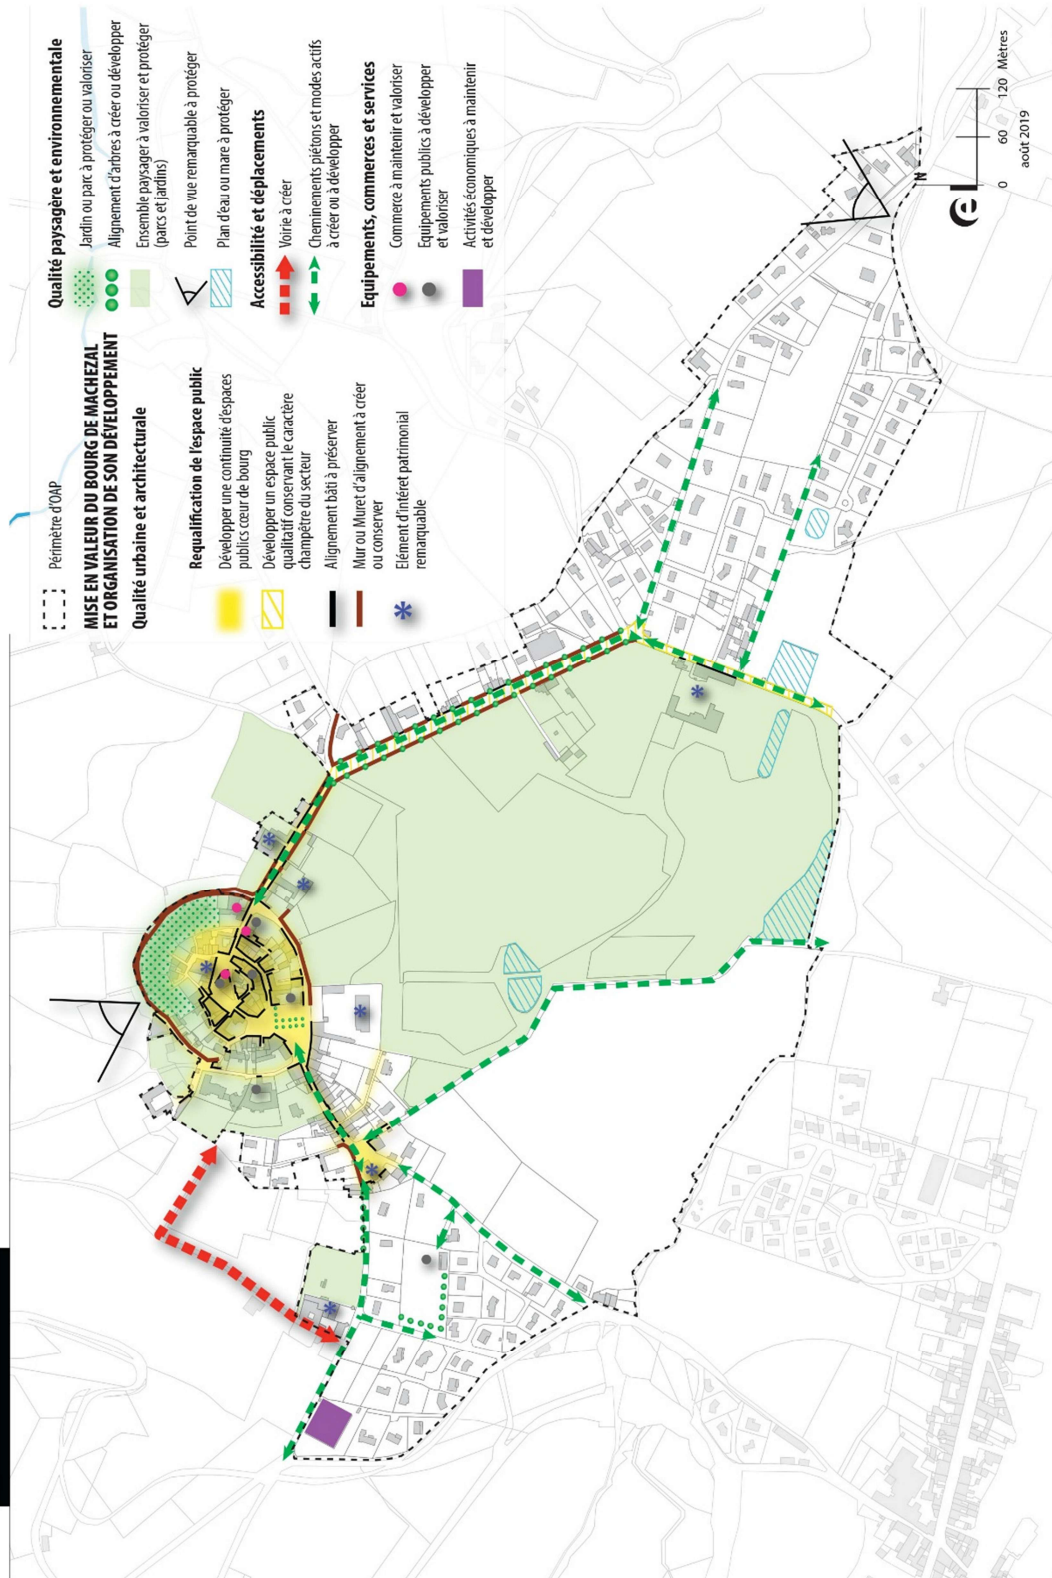 Périmètre d'OAP
MISE EN VALEUR DU BOURG DE MACHEZAL
ET ORGANISATION DE SON DÉVELOPPEMENT
Qualité urbaine et architecturale
Requalification de l'espace public
Développer une continuité d'espaces
publics cœur de bourg
Développer un espace public
qualitatif conservant le caractère
champêtre du secteur
Alignement bâti à préserver
Mur ou Muret d'alignement à créer
ou conserver
Elément d'intéret patrimonial
remarquable
Qualité paysagère et environnementale
Jardin ou parc à protéger ou valoriser
Alignement d'arbres à créer ou développer
Ensemble paysager à valoriser et protéger
(parcs et jardins)
Point de vue remarquable à protéger
Plan d'eau ou mare à protéger
Accessibilité et déplacements
Voirie à créer
Cheminements piétons et modes actifs
à créer ou à développer
Equipements, commerces et services
Commerce à maintenir et valoriser
Equipements publics à développer
et valoriser
Activités économiques à maintenir
et développer
N
0 60 120 Mètres
août 2019